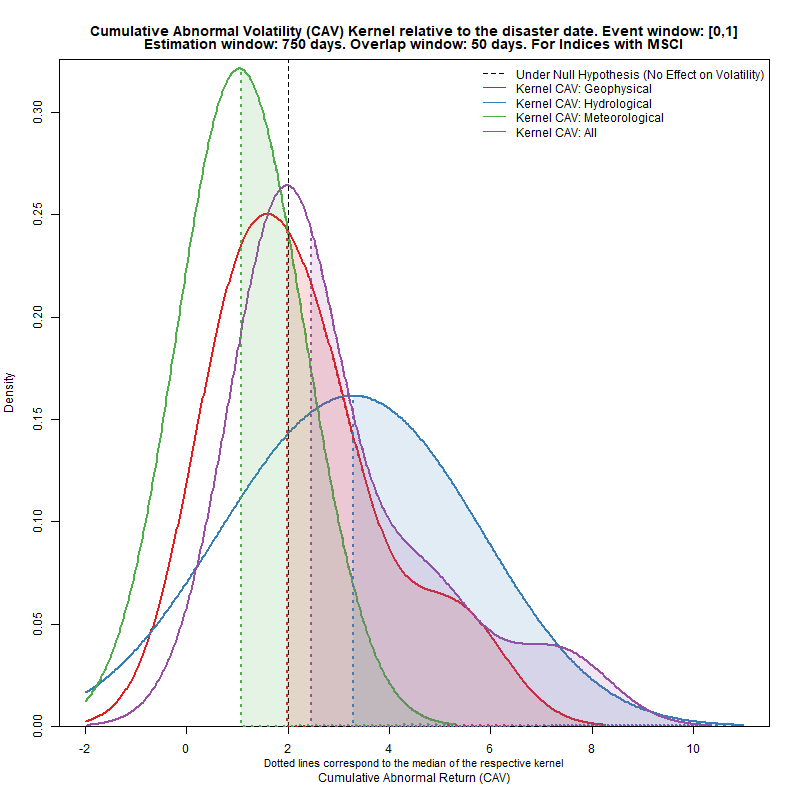 Cumulative Abnormal Volatility (CAV) Kernel relative to the disaster date. Event window: [0,1]
Estimation window: 750 days. Overlap window: 50 days. For Indices with MSCI
Under Null Hypothesis (No Effect on Volatility)
Kernel CAV: Geophysical
Kernel CAV: Hydrological
Kernel CAV: Meteorological
Kernel CAV: All
Density
0.30
0.25
0.20
0.15
0.10
0.05
0.00
-2 0 2 4 6 8 10
Dotted lines correspond to the median of the respective kernel
Cumulative Abnormal Return (CAV)